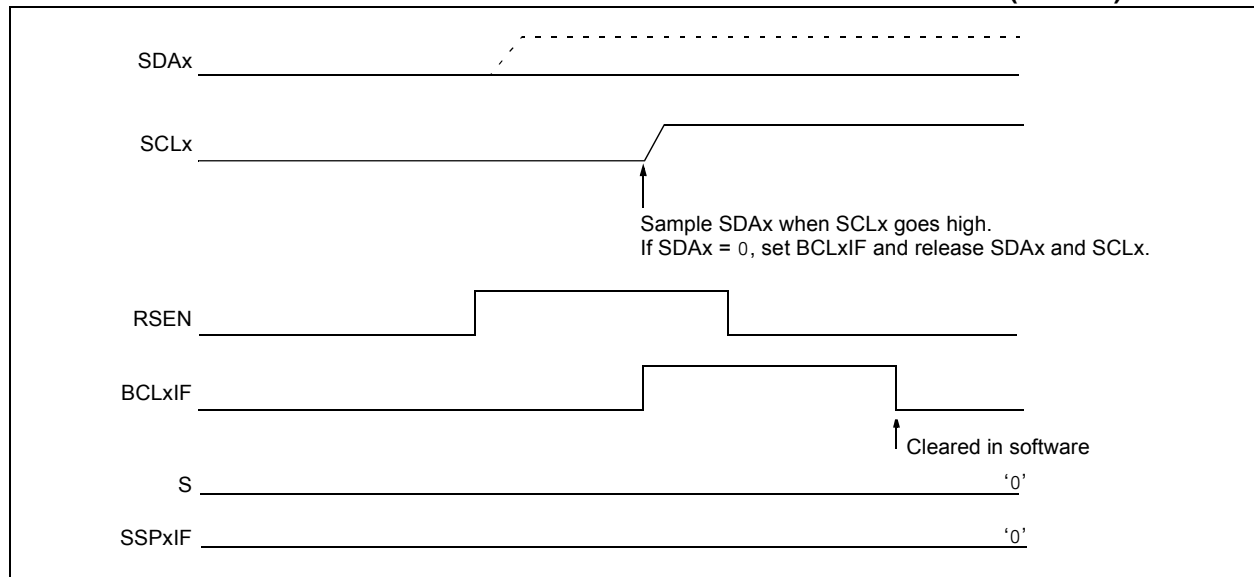 SDAx
SCLx
Sample SDAx when SCLx goes high.
If SDAx = 0, set BCLxIF and release SDAx and SCLx.
RSEN
BCLxIF
Cleared in software
S
‘0’
SSPxIF
‘0’